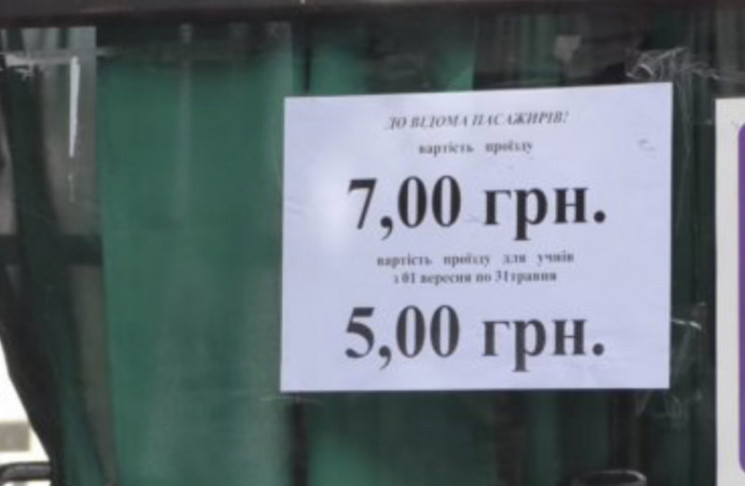 ДО ВІДОМА ПАСАЖИРІВ!
вартість проїзду
7,00 грн.
вартість проїзду для учнів
з 01 вересня по 31травня
5,00 грн.